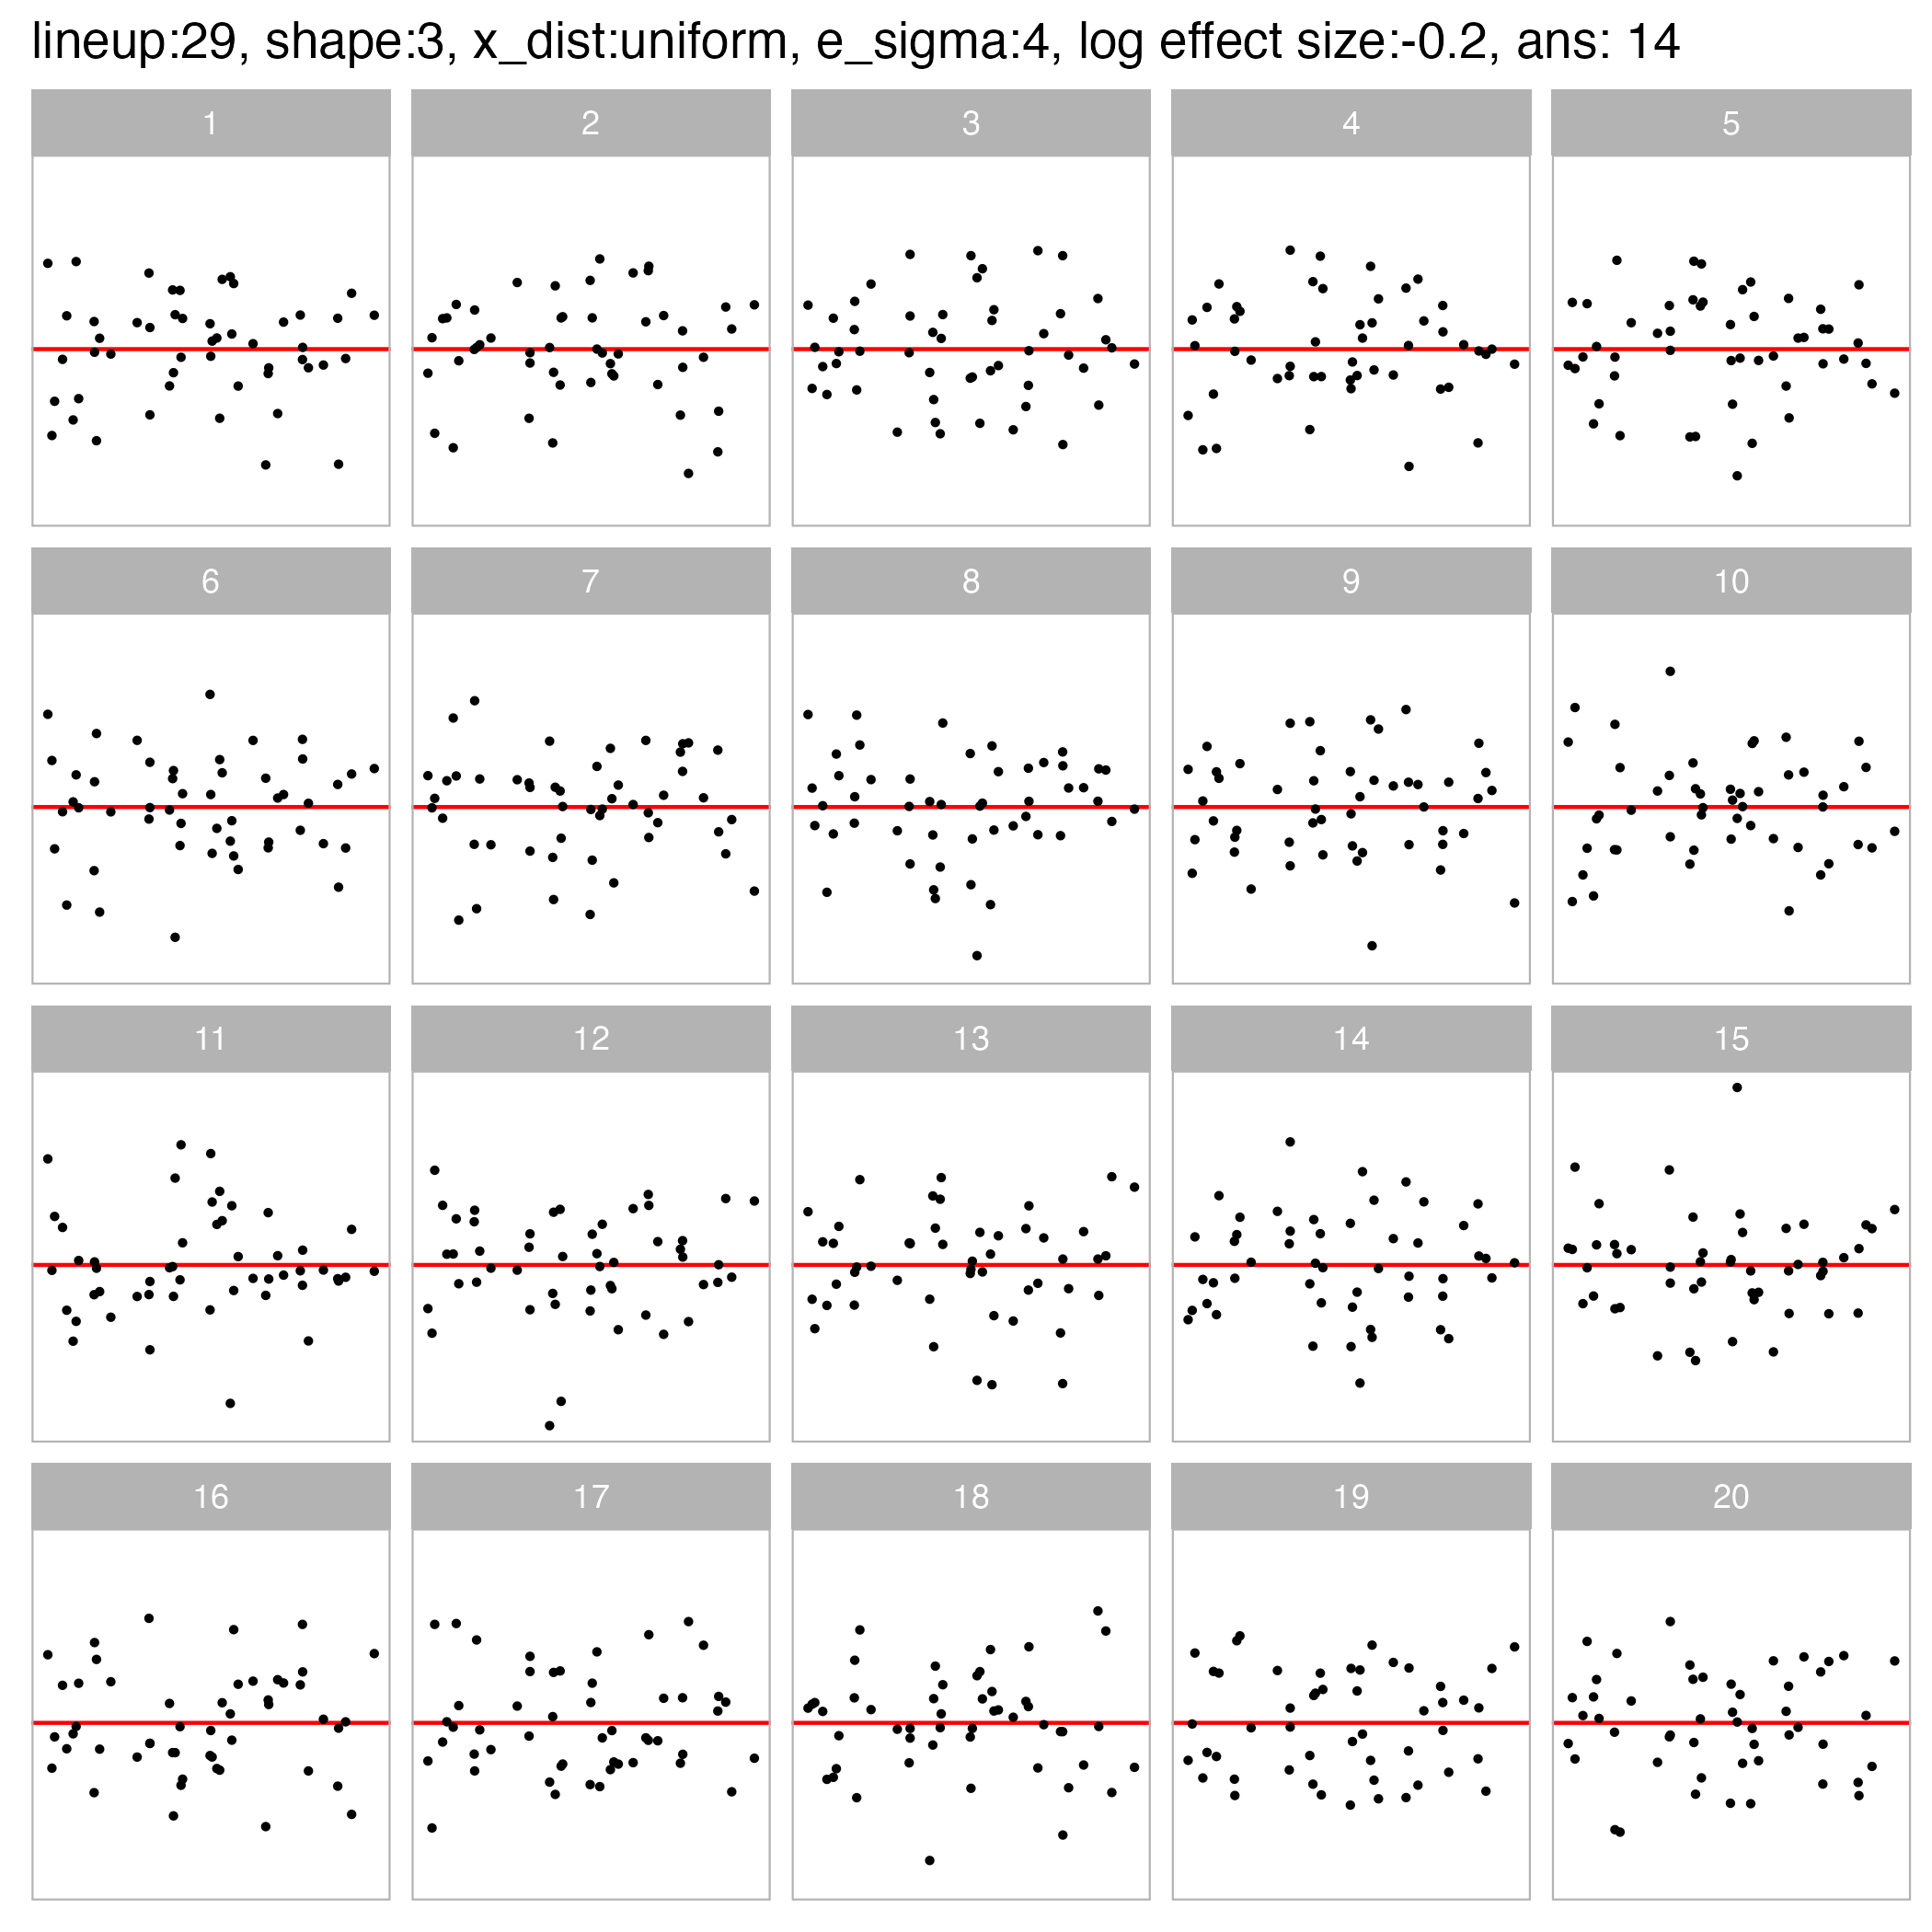 lineup:29, shape:3, x_dist:uniform, e_sigma:4, log effect size:-0.2, ans: 14
1 2 3 4 5
6 7 8 9 10
11 12 13 14 15
16 17 18 19 20